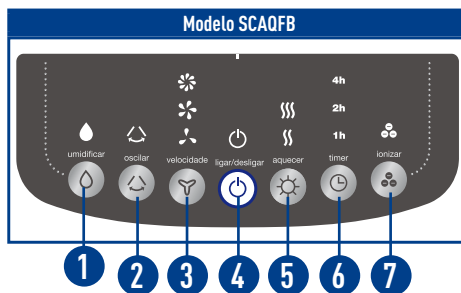 Modelo SCAQFB
4h
2h
1h
umidificar oscilar velocidade ligar/desligar aquecer timer ionizar
1 2 3 4 5 6 7